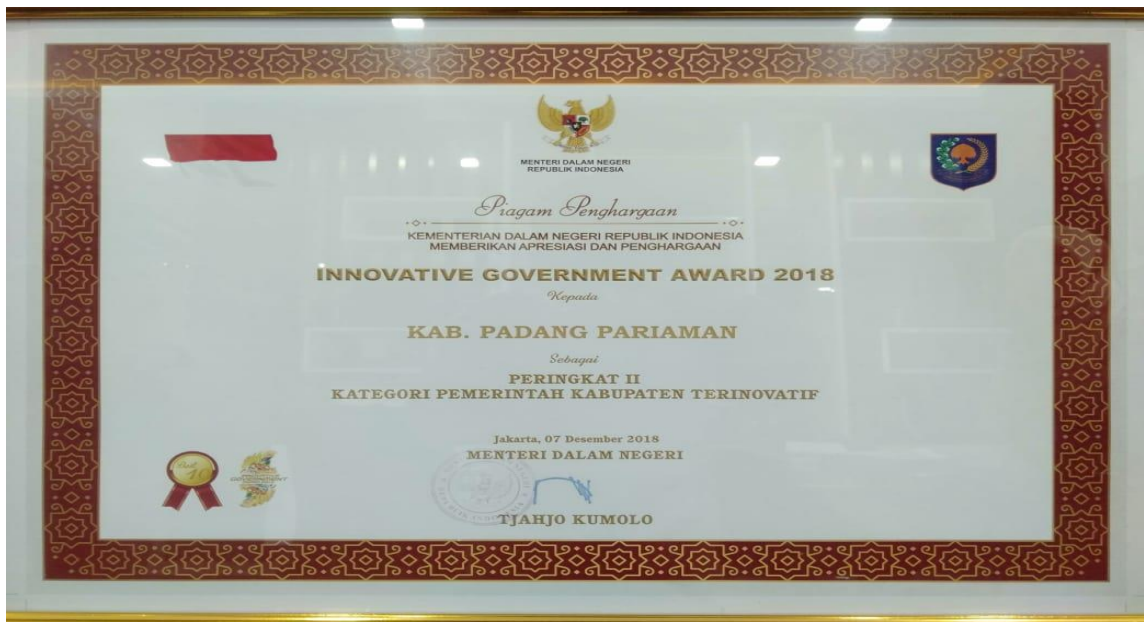 MENTERI DALAM NEGERI
REPUBLIK INDONESIA
Piagam Penghargaan
KEMENTERIAN DALAM NEGERI REPUBLIK INDONESIA
MEMBERIKAN APRESIASI DAN PENGHARGAAN
INNOVATIVE GOVERNMENT AWARD 2018
Kepada
KAB. PADANG PARIAMAN
Sebagai
PERINGKAT II
KATEGORI PEMERINTAH KABUPATEN TERINOVATIF
Jakarta, 07 Desember 2018
MENTERI DALAM NEGERI
TJAHJO KUMOLO
GOVERNMENT